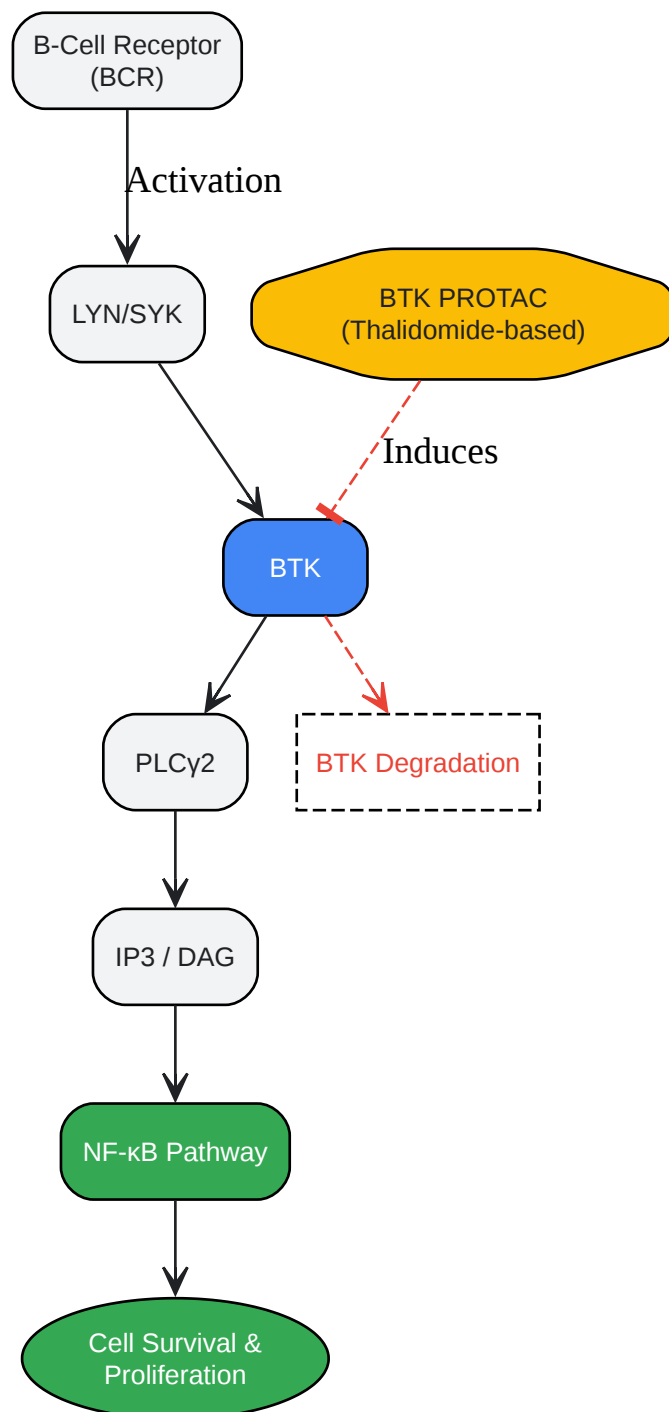 B-Cell Receptor
(BCR)
Activation
LYN/SYK
BTK PROTAC
(Thalidomide-based)
Induces
BTK
PLCγ2
BTK Degradation
IP3 / DAG
NF-κB Pathway
Cell Survival &
Proliferation